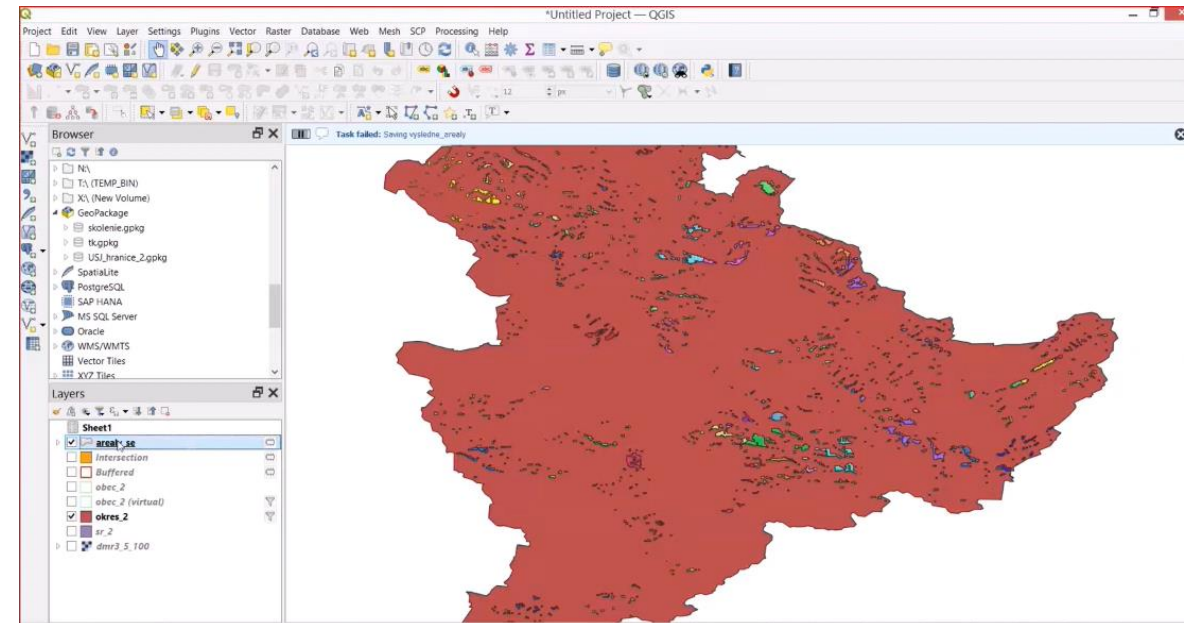 *Untitled Project — QGIS
Project Edit View Layer Settings Plugins Vector Raster Database Web Mesh SCP Processing Help
12 px
Browser
Task failed: Saving vysledne_arealy
N:\
T:\ (TEMP_BIN)
X:\ (New Volume)
GeoPackage
skolenie.gpkg
tk.gpkg
USJ_hranice_2.gpkg
SpatiaLite
PostgreSQL
SAP HANA
MS SQL Server
Oracle
WMS/WMTS
Vector Tiles
XYZ Tiles
Layers
Sheet1
arealy_se
Intersection
Buffered
obec_2
obec_2 (virtual)
okres_2
sr_2
dmr3_5_100